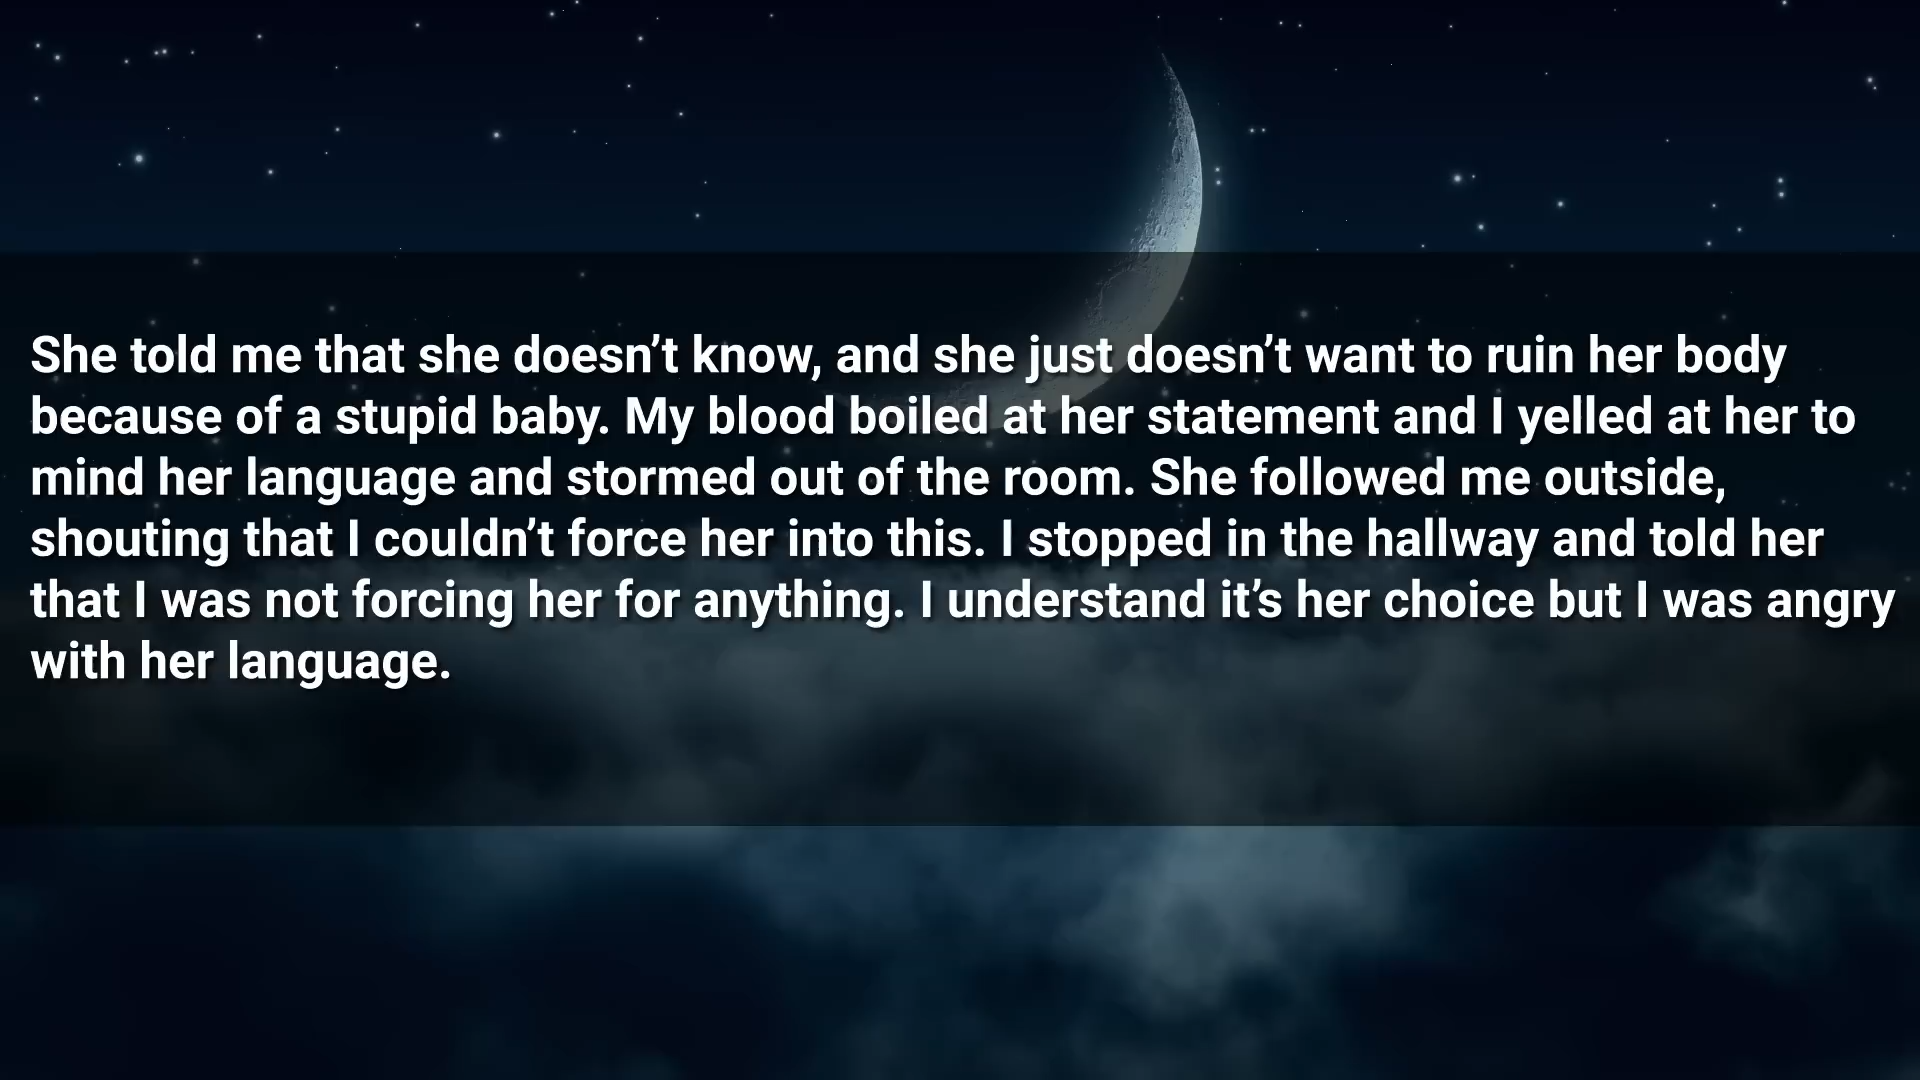 She told me that she doesn’t know, and she just doesn’t want to ruin her body
because of a stupid baby. My blood boiled at her statement and I yelled at her to
mind her language and stormed out of the room. She followed me outside,
shouting that I couldn’t force her into this. I stopped in the hallway and told her
that I was not forcing her for anything. I understand it’s her choice but I was angry
with her language.